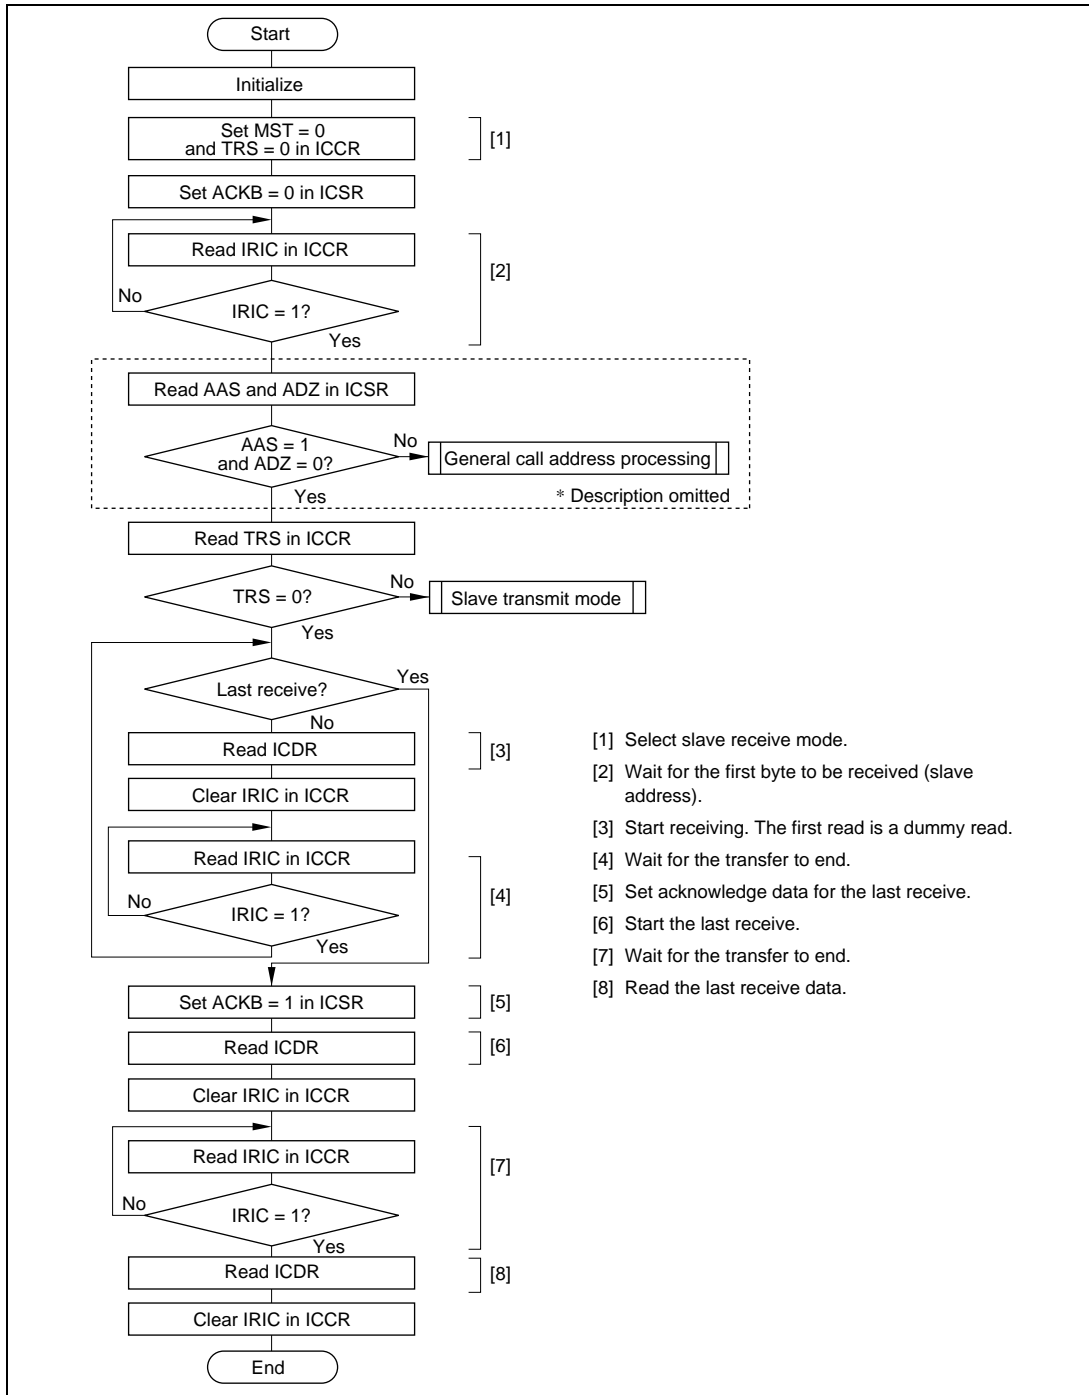 Start
Initialize
Set MST = 0
and TRS = 0 in ICCR
[1]
Set ACKB = 0 in ICSR
Read IRIC in ICCR
[2]
No
IRIC = 1?
Yes
Read AAS and ADZ in ICSR
AAS = 1
and ADZ = 0?
No
General call address processing
Yes
* Description omitted
Read TRS in ICCR
TRS = 0?
No
Slave transmit mode
Yes
Last receive?
Yes
No
Read ICDR
[3]
Clear IRIC in ICCR
Read IRIC in ICCR
[4]
No
IRIC = 1?
Yes
Set ACKB = 1 in ICSR
[5]
Read ICDR
[6]
Clear IRIC in ICCR
Read IRIC in ICCR
[7]
No
IRIC = 1?
Yes
Read ICDR
[8]
Clear IRIC in ICCR
End
[1] Select slave receive mode.
[2] Wait for the first byte to be received (slave
address).
[3] Start receiving. The first read is a dummy read.
[4] Wait for the transfer to end.
[5] Set acknowledge data for the last receive.
[6] Start the last receive.
[7] Wait for the transfer to end.
[8] Read the last receive data.